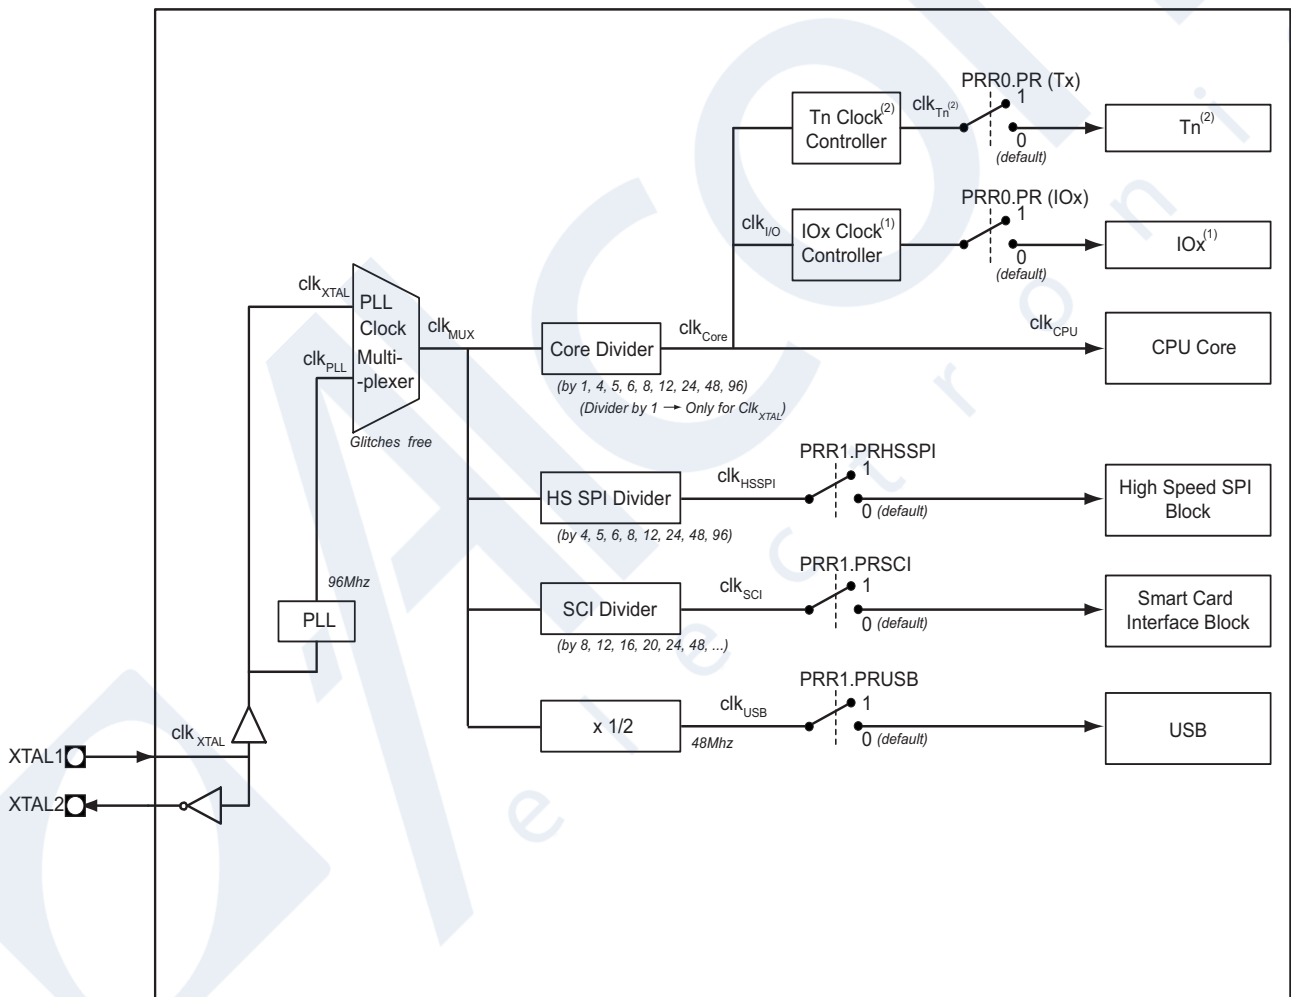 PRR0.PR (Tx)
1
Tn Clock(2)
Controller
clkTn(2)
0
(default)
Tn(2)
PRR0.PR (IOx)
1
clkI/O
IOx Clock(1)
Controller
0
(default)
IOx(1)
clkXTAL
PLL
Clock
Multi-
-plexer
clkPLL
Glitches free
clkMUX
Core Divider
(by 1, 4, 5, 6, 8, 12, 24, 48, 96)
(Divider by 1 → Only for ClkXTAL)
clkCore
clkCPU
CPU Core
PRR1.PRHSSPI
1
HS SPI Divider
(by 4, 5, 6, 8, 12, 24, 48, 96)
clkHSSPI
0 (default)
High Speed SPI
Block
96Mhz
PLL
PRR1.PRSCI
1
SCI Divider
(by 8, 12, 16, 20, 24, 48, ...)
clkSCI
0 (default)
Smart Card
Interface Block
PRR1.PRUSB
1
x 1/2
clkUSB
48Mhz
0 (default)
USB
clkXTAL
XTAL1
XTAL2
ALCO
electroni